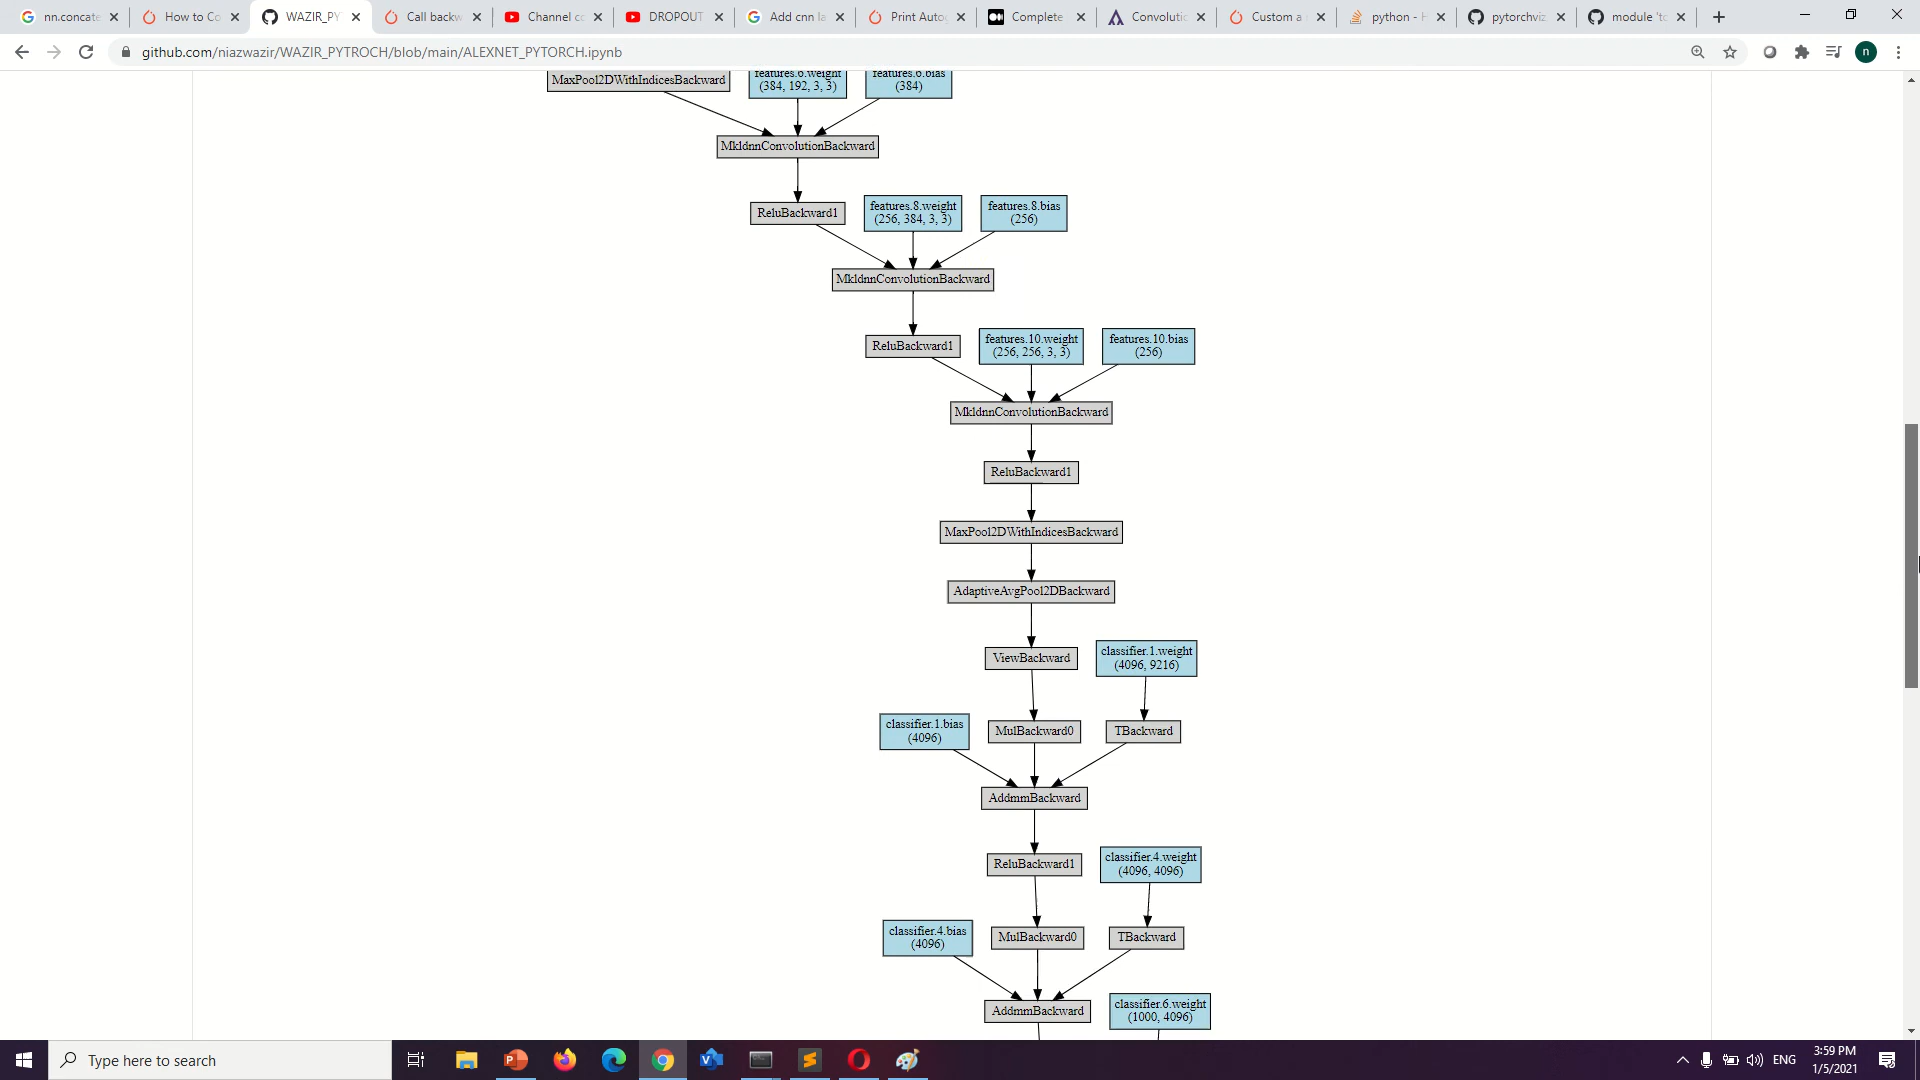 nn.concate
How to Co
WAZIR_PY
Call backw
Channel co
DROPOUT
Add cnn la
Print Autog
Complete
Convolutic
Custom a
python - H
pytorchviz
module 'to
github.com/niazwazir/WAZIR_PYTROCH/blob/main/ALEXNET_PYTORCH.ipynb
n
MaxPool2DWithIndicesBackward
features.6.weight
(384, 192, 3, 3)
features.6.bias
(384)
MkldnnConvolutionBackward
ReluBackward1
features.8.weight
(256, 384, 3, 3)
features.8.bias
(256)
MkldnnConvolutionBackward
ReluBackward1
features.10.weight
(256, 256, 3, 3)
features.10.bias
(256)
MkldnnConvolutionBackward
ReluBackward1
MaxPool2DWithIndicesBackward
AdaptiveAvgPool2DBackward
ViewBackward
classifier.1.weight
(4096, 9216)
classifier.1.bias
(4096)
MulBackward0
TBackward
AddmmBackward
ReluBackward1
classifier.4.weight
(4096, 4096)
classifier.4.bias
(4096)
MulBackward0
TBackward
AddmmBackward
classifier.6.weight
(1000, 4096)
Type here to search
ENG
3:59 PM
1/5/2021